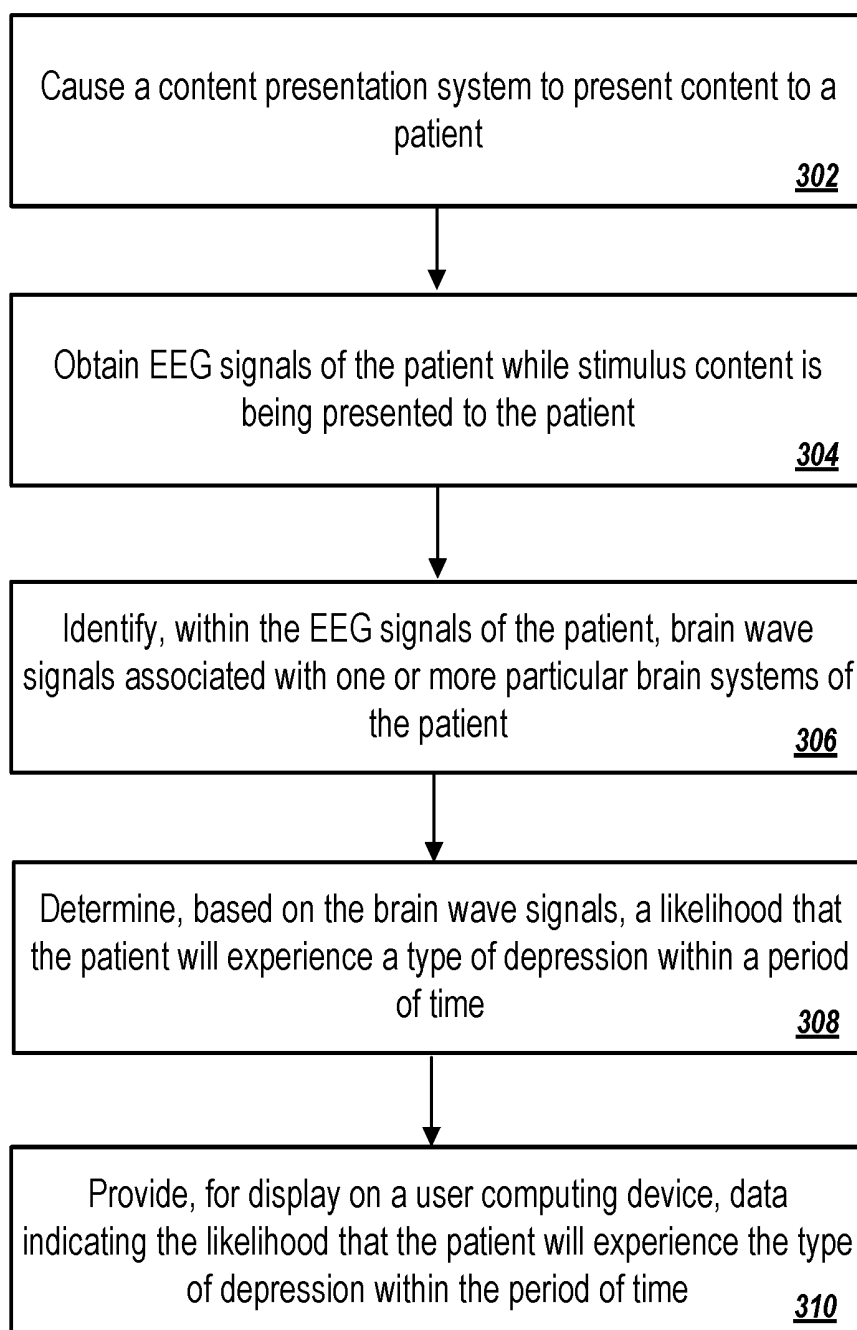 Cause a content presentation system to present content to a
patient
302
Obtain EEG signals of the patient while stimulus content is
being presented to the patient
304
Identify, within the EEG signals of the patient, brain wave
signals associated with one or more particular brain systems of
the patient
306
Determine, based on the brain wave signals, a likelihood that
the patient will experience a type of depression within a period
of time
308
Provide, for display on a user computing device, data
indicating the likelihood that the patient will experience the type
of depression within the period of time
310